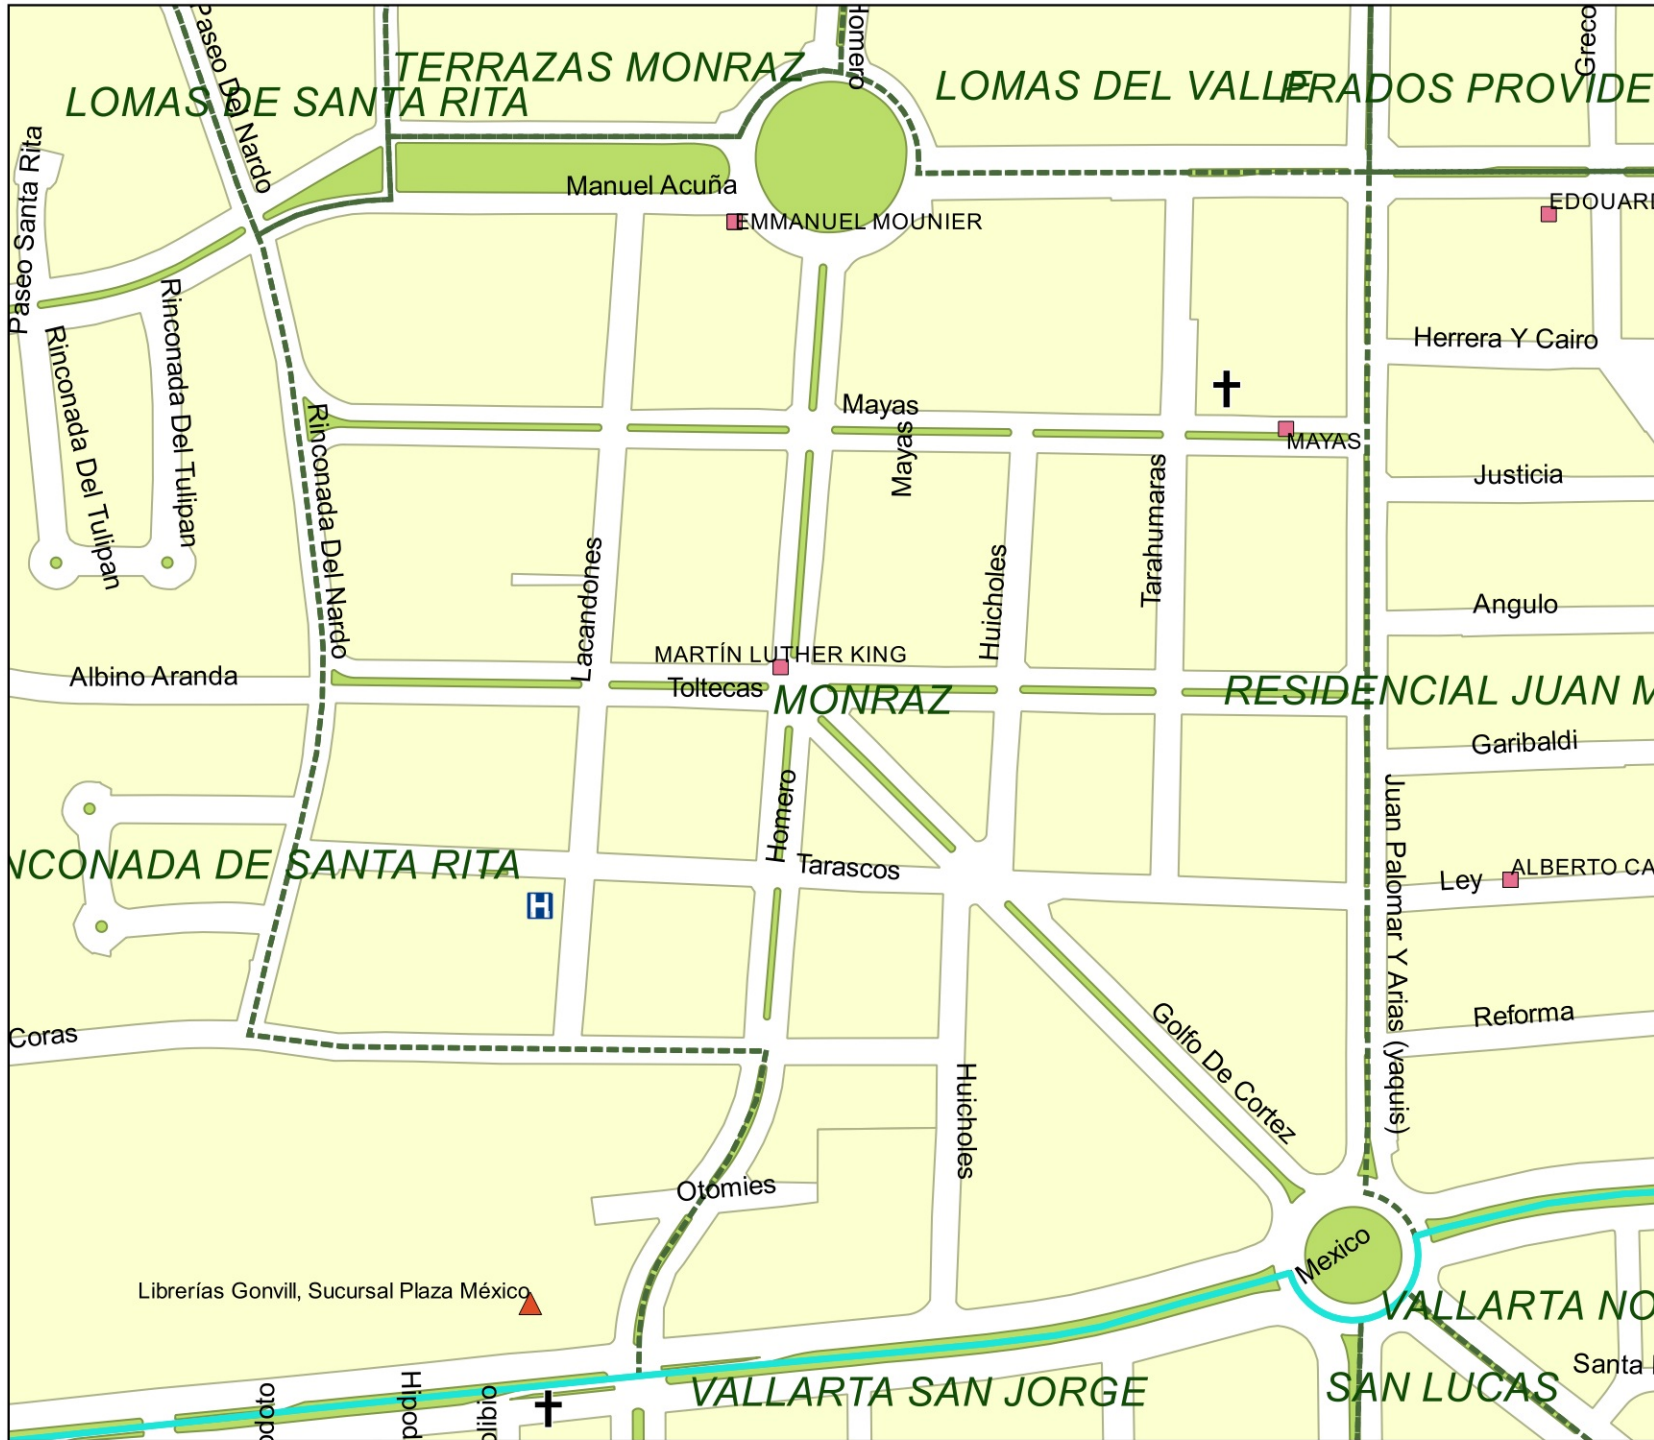 Paseo Del Nardo
Homero
Greco
TERRAZAS MONRAZ
LOMAS DE SANTA RITA
LOMAS DEL VALLE
PRADOS PROVIDE
Paseo Santa Rita
Manuel Acuña
EMMANUEL MOUNIER
EDOUARD
Rinconada Del Tulipan
Rinconada Del Tulipan
Herrera Y Cairo
Mayas
Mayas
MAYAS
Rinconada Del Nardo
Justicia
Lacandones
Huicholes
Tarahumaras
Angulo
MARTÍN LUTHER KING
Albino Aranda
Toltecas
MONRAZ
RESIDENCIAL JUAN M
Garibaldi
Homero
Juan Palomar Y Arias (yaquis)
NCONADA DE SANTA RITA
Tarascos
Ley
ALBERTO CA
Coras
Golfo De Cortez
Reforma
Huicholes
Otomies
Mexico
Librerías Gonvill, Sucursal Plaza México
VALLARTA NO
Santa
VALLARTA SAN JORGE
SAN LUCAS
odoto
Hipod
olibio